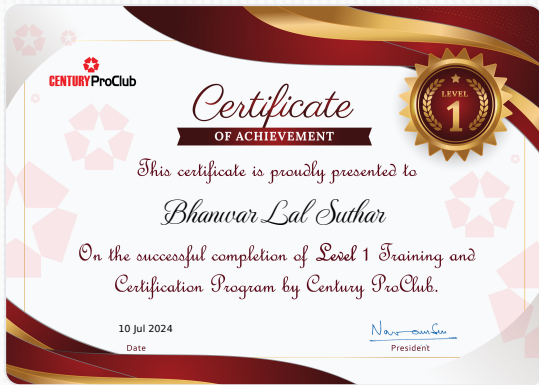 CENTURY ProClub
LEVEL
1
Certificate
OF ACHIEVEMENT
This certificate is proudly presented to
Bhanwar Lal Suthar
On the successful completion of Level 1 Training and
Certification Program by Century ProClub.
10 Jul 2024
Date
President